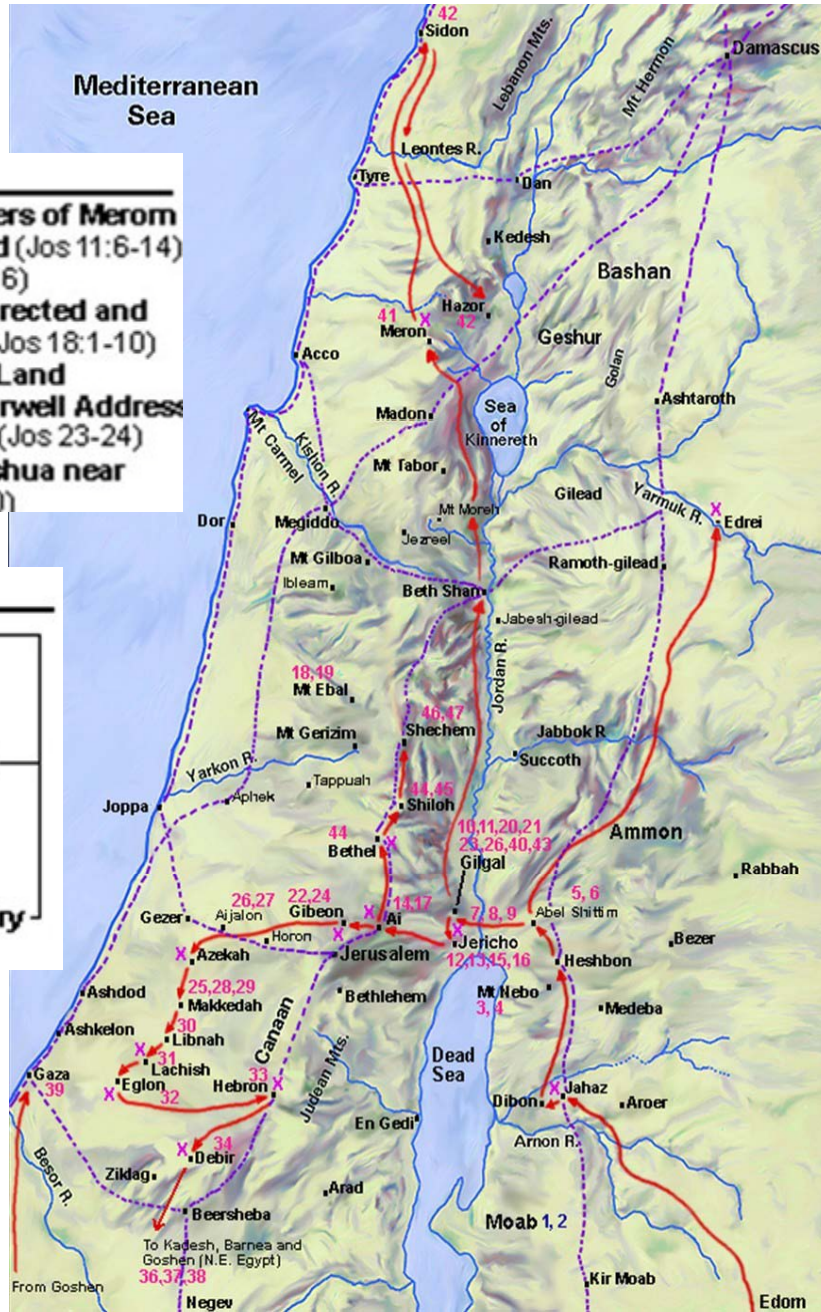 42
Sidon
Damascus
Lebanon Mts.
Mt Hermon
Mediterranean
Sea
Leontes R.
Tyre
Dan
ers of Merom
d (Jos 11:6-14)
6)
rected and
Jos 18:1-10)
Land
rwell Address
(Jos 23-24)
shua near
Kedesh
Bashan
Hazor
42
41
Meron
Geshur
Golan
Acco
Ashtaroth
Sea
of
Kinnereth
Madon
Mt Carmel
Kishon R.
Mt Tabor
Gilead
Yarmuk R.
X
Edrei
Mt Moreh
Dor
Megiddo
Jezreel
Mt Gilboa
Ramoth-gilead
Ibleam
Beth Shan
Jabesh-gilead
Jordan R.
18,19
Mt Ebal
46,47
Shechem
Mt Gerizim
Jabbok R
Succoth
Yarkon R.
Tappuah
44,45
Shiloh
Joppa
Aphek
10,11,20,21
23,26,40,43
Gilgal
44
Bethel
Ammon
Rabbah
ry
26,27
22,24
14,17
5, 6
Gezer
Aijalon
Gibeon
Ai
7, 8, 9
Abel Shittim
Horon
Jericho
12,13,15,16
Bezer
Azekah
Jerusalem
Heshbon
25,28,29
Makkedah
Bethlehem
Mt Nebo
3, 4
Medeba
Ashdod
Canaan
30
Libnah
Ashkelon
31
Lachish
Judean Mts.
Dead
Sea
Gaza
39
Eglon
32
33
Hebron
Jahaz
Dibon
Aroer
En Gedi
Arnon R.
34
Debir
Besor R.
Ziklag
Arad
Beersheba
Moab 1, 2
To Kadesh, Barnea and
Goshen (N.E. Egypt)
36,37,38
From Goshen
Negev
Kir Moab
Edom